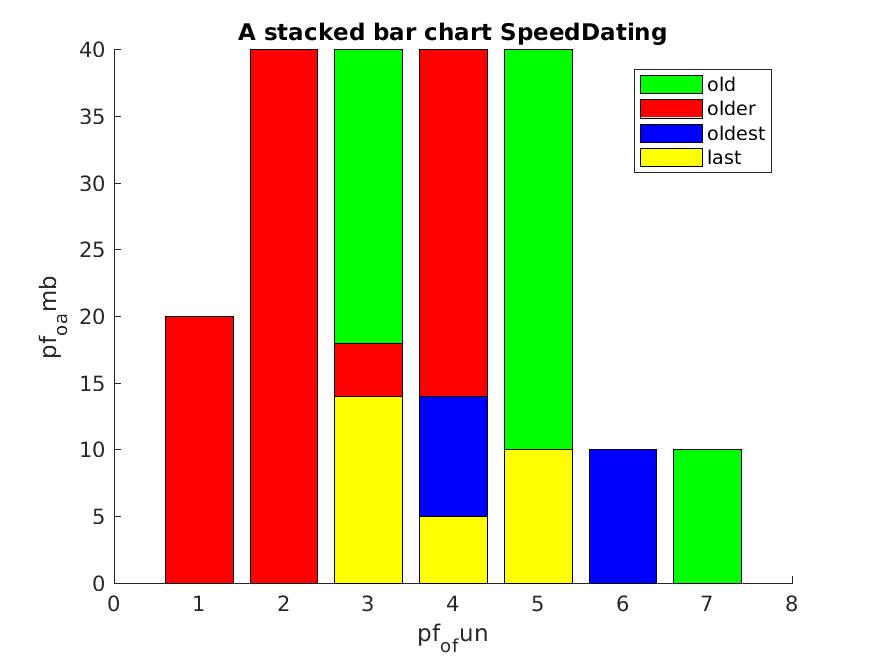 A stacked bar chart SpeedDating
40
35
30
25
20
15
10
5
0
pf_oa mb
old
older
oldest
last
0 1 2 3 4 5 6 7 8
pf_of un